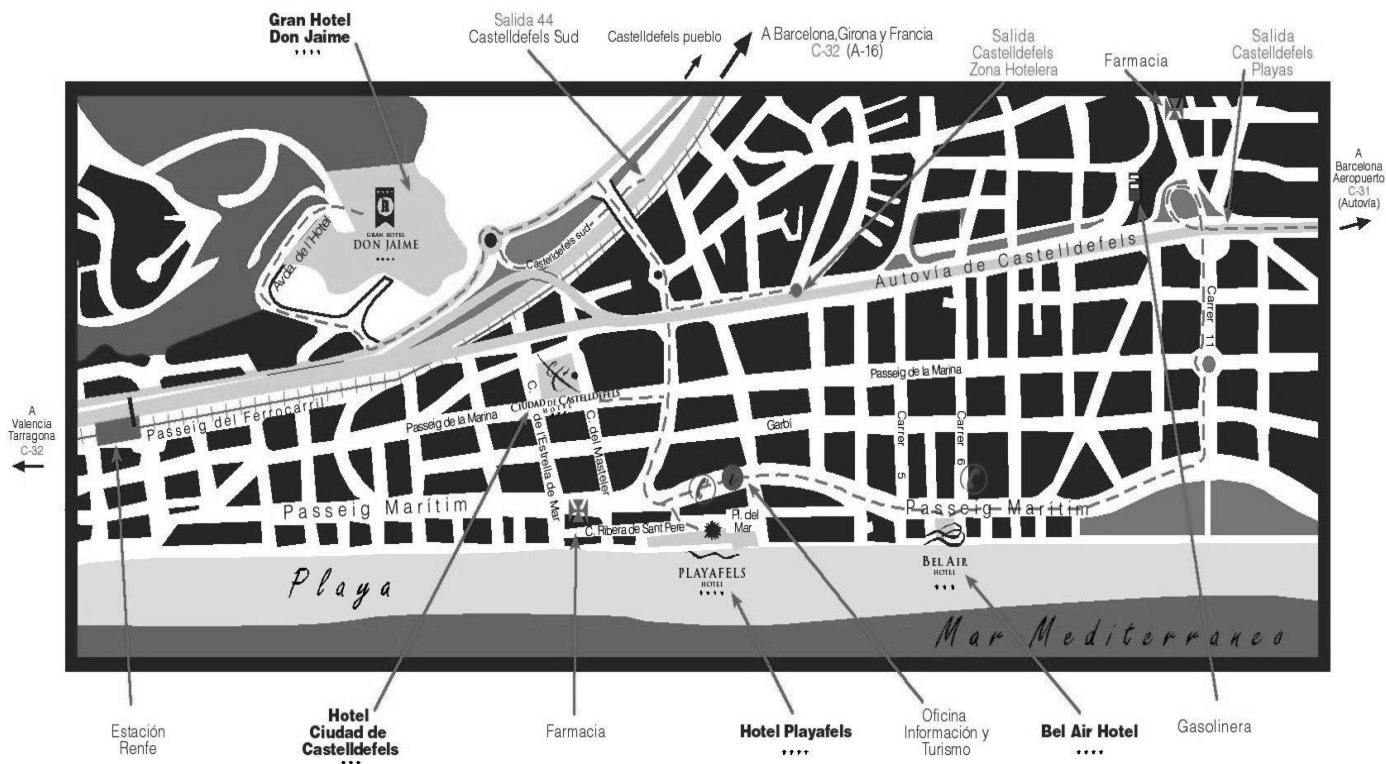 Gran Hotel
Don Jaime
Salida 44
Castelldefels Sud
Castelldefels pueblo
A Barcelona,Girona y Francia
C-32 (A-16)
Salida
Castelldefels
Zona Hotelera
Farmacia
Salida
Castelldefels
Playas
A
Barcelona
Aeropuerto
C-31
(Autovía)
GRAN HOTEL
DON JAIME
Avda. de l'Hotel
Castelldefels sud
Autovía de Castelldefels
Carrer 11
Passeig de la Marina
CIUDAD DE CASTELLDEFELS
HOTEL
A
Valencia
Tarragona
C-32
Passeig del Ferrocarril
Passeig de la Marina
C. de l'Estrella de Mar
C. del Masteler
Garbí
Carrer 5
Carrer 6
i
Passeig Marítim
Passeig Marítim
C. Ribera de Sant Pere
Pl. del
Mar
PLAYAFELS
HOTEL
BEL AIR
HOTEL
Playa
Mar Mediterraneo
Estación
Renfe
Hotel
Ciudad de
Castelldefels
Farmacia
Hotel Playafels
Oficina
Información y
Turismo
Bel Air Hotel
Gasolinera